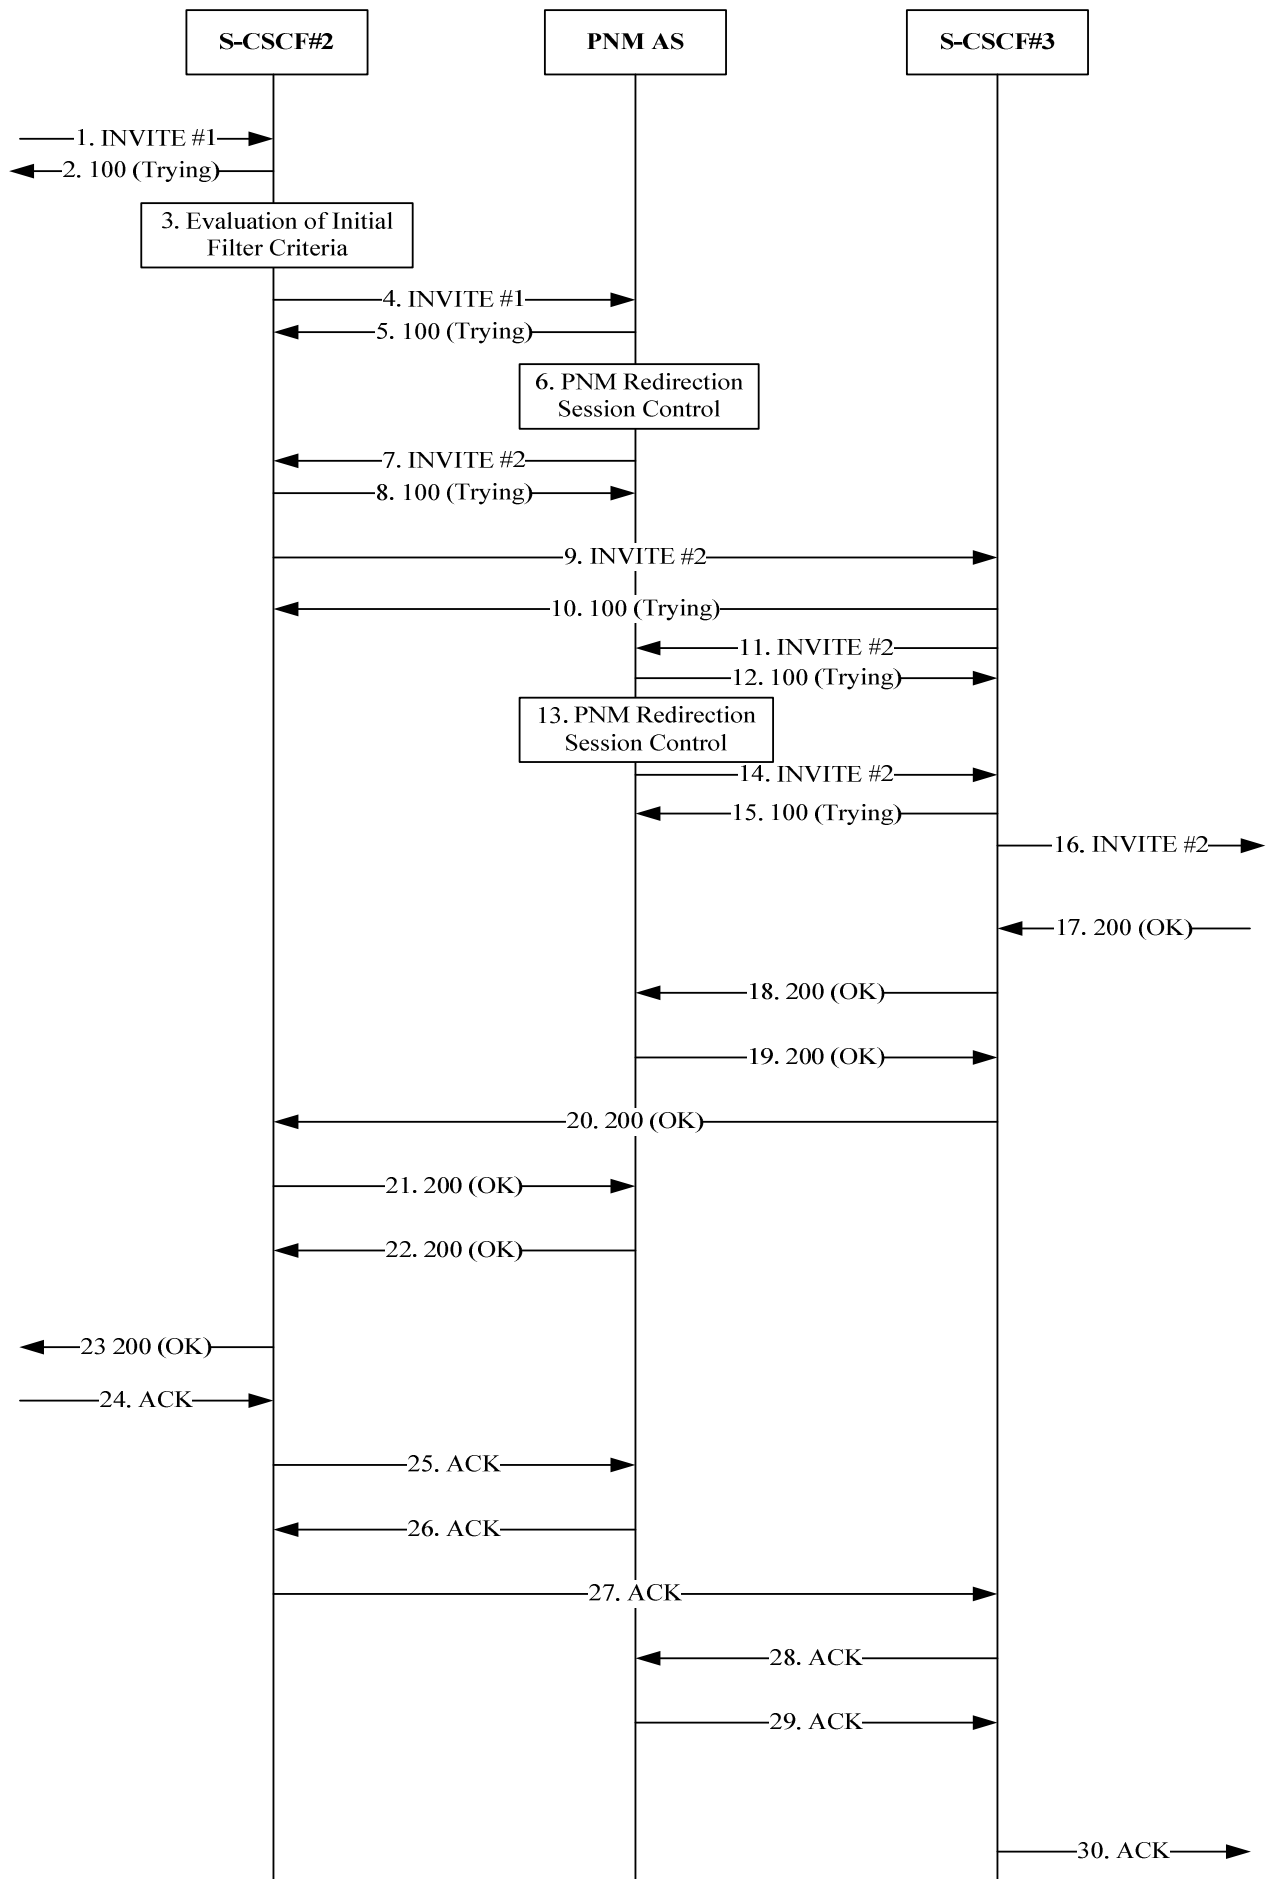 S-CSCF#2
PNM AS
S-CSCF#3
1. INVITE #1
2. 100 (Trying)
3. Evaluation of Initial
Filter Criteria
4. INVITE #1
5. 100 (Trying)
6. PNM Redirection
Session Control
7. INVITE #2
8. 100 (Trying)
9. INVITE #2
10. 100 (Trying)
11. INVITE #2
12. 100 (Trying)
13. PNM Redirection
Session Control
14. INVITE #2
15. 100 (Trying)
16. INVITE #2
17. 200 (OK)
18. 200 (OK)
19. 200 (OK)
20. 200 (OK)
21. 200 (OK)
22. 200 (OK)
23 200 (OK)
24. ACK
25. ACK
26. ACK
27. ACK
28. ACK
29. ACK
30. ACK